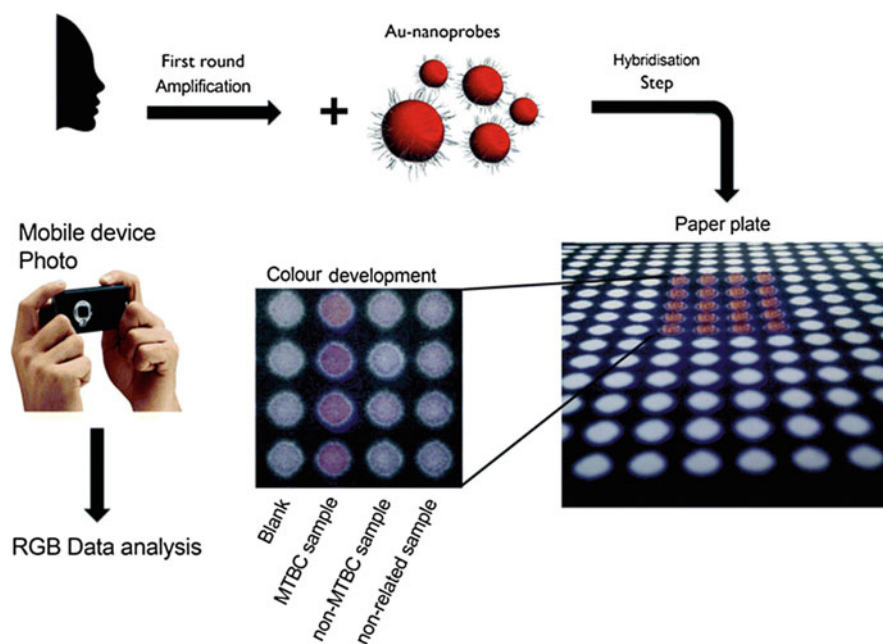 First round
Amplification
Au-nanoprobes
+
Hybridisation
Step
Paper plate
Mobile device
Photo
Colour development
Blank
MTBC sample
non-MTBC sample
non-related sample
RGB Data analysis